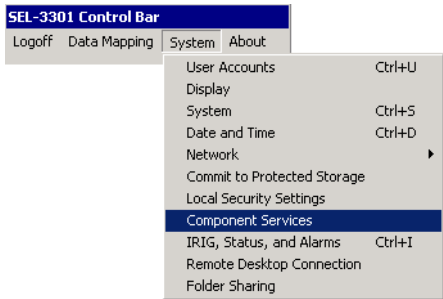 SEL-3301 Control Bar
Logoff Data Mapping System About
User Accounts Ctrl+U
Display
System Ctrl+S
Date and Time Ctrl+D
Network
Commit to Protected Storage
Local Security Settings
Component Services
IRIG, Status, and Alarms Ctrl+I
Remote Desktop Connection
Folder Sharing